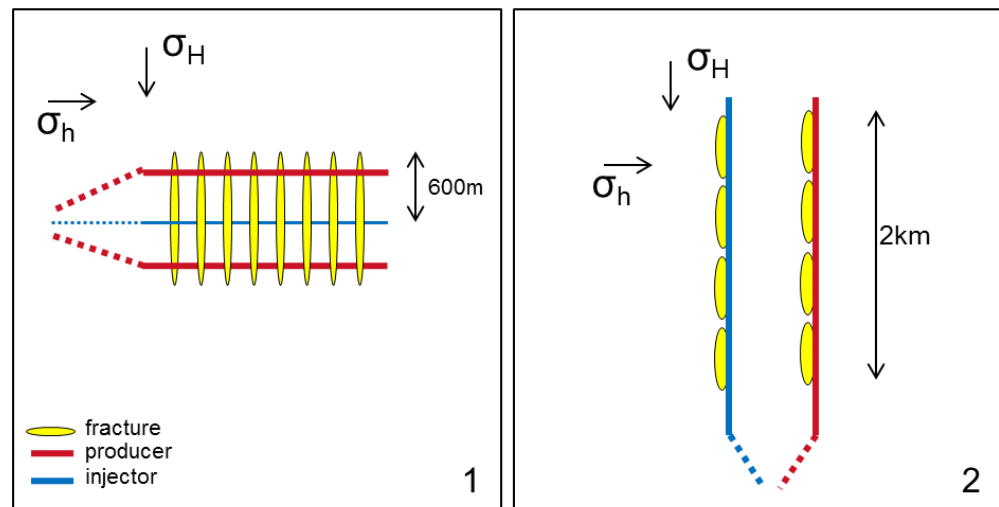 σH
σh
600m
fracture
producer
injector
1
σH
σh
2km
2